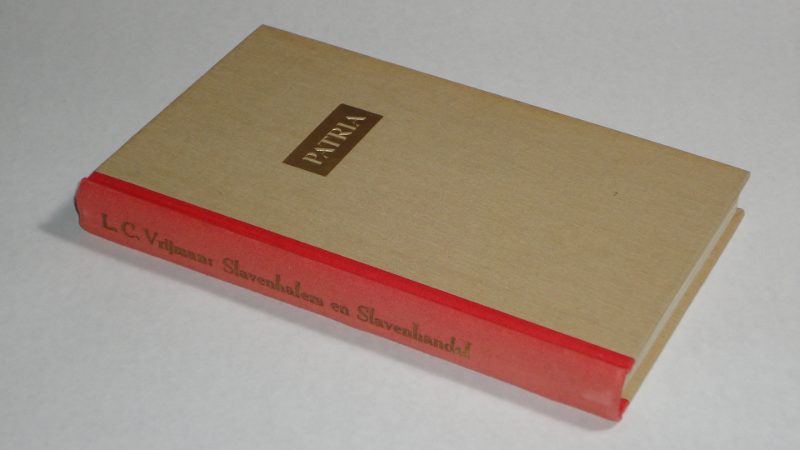 PATRIA
L. C. Vrijman: Slavenhalers en Slavenhandel